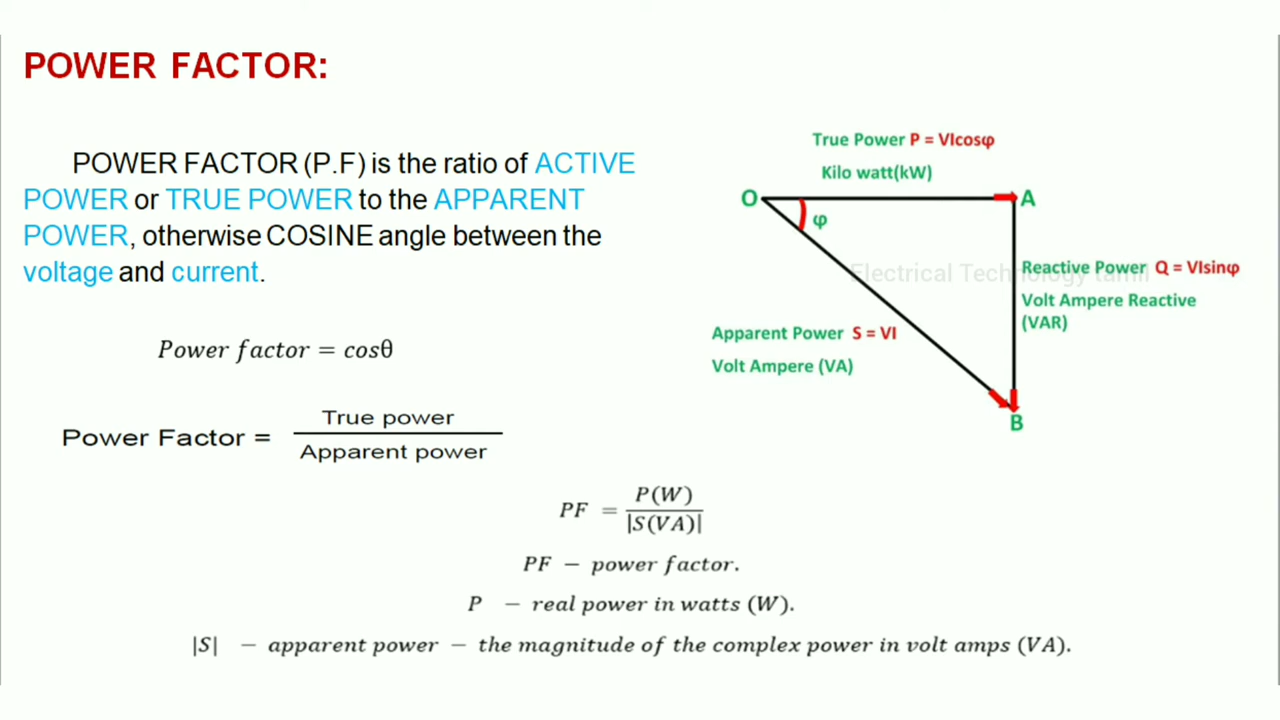 POWER FACTOR:
POWER FACTOR (P.F) is the ratio of ACTIVE
POWER or TRUE POWER to the APPARENT
POWER, otherwise COSINE angle between the
voltage and current.
Power factor = cosθ
Power Factor = True power
Apparent power
True Power P = VIcosφ
Kilo watt(kW)
O
A
φ
Reactive Power Q = VIsinφ
Electrical Technology tamil
Volt Ampere Reactive
(VAR)
Apparent Power S = VI
Volt Ampere (VA)
B
PF = P(W)
|S(VA)|
PF − power factor.
P − real power in watts (W).
|S| − apparent power − the magnitude of the complex power in volt amps (VA).